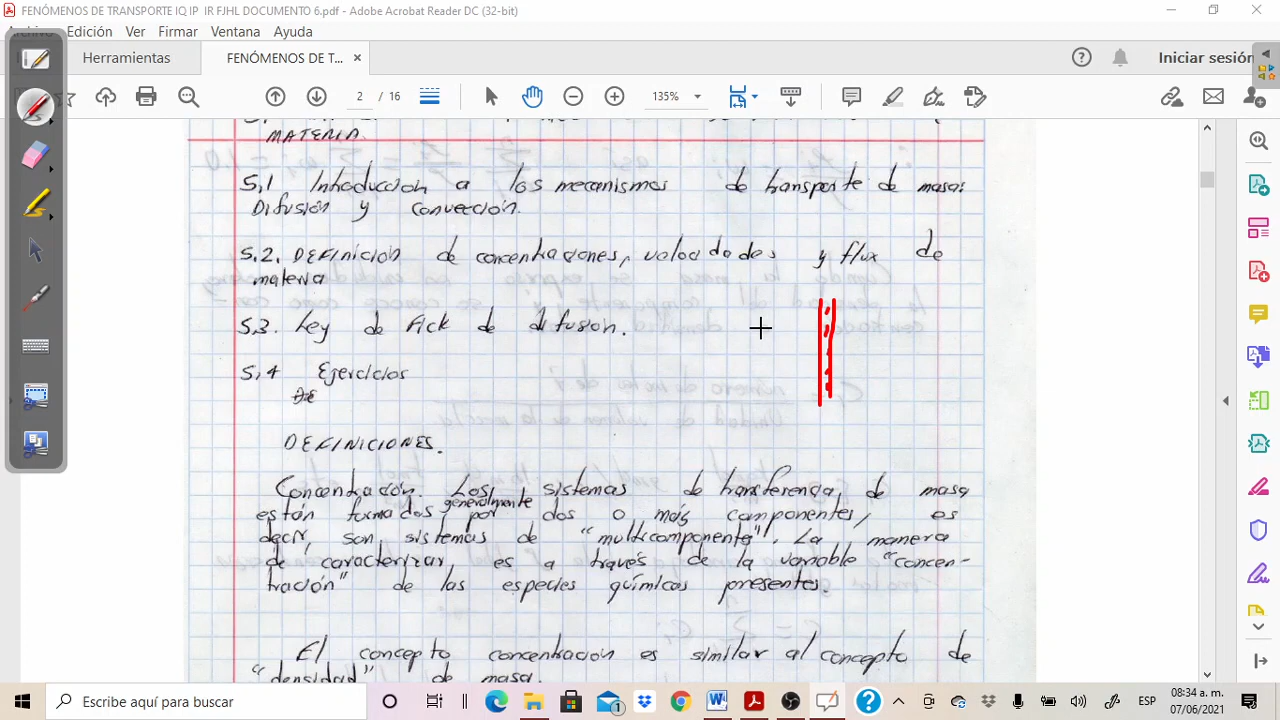 FENÓMENOS DE TRANSPORTE IQ IP IR FJHL DOCUMENTO 6.pdf - Adobe Acrobat Reader DC (32-bit)
Archivo Edición Ver Firmar Ventana Ayuda
Herramientas FENÓMENOS DE T... Iniciar sesión
2 / 16 135%
MATERIA.
5.1 Introducción a los mecanismos de transporte de masa:
Difusión y convección.
5.2. DEFINICIÓN de concentraciones, velocidades y flux de
materia
5.3. Ley de Fick de difusión.
5.4 Ejercicios
DEFINICIONES.
Concentración. Los sistemas de transferencia de masa
están formados generalmente por dos o más componentes, es
decir, son sistemas de "multicomponente". La manera
de caracterizar es a través de la variable "concen-
tración" de las especies químicas presentes.
El concepto concentración es similar al concepto de
"densidad" de masa.
Escribe aquí para buscar
ESP
08:34 a. m.
07/06/2021